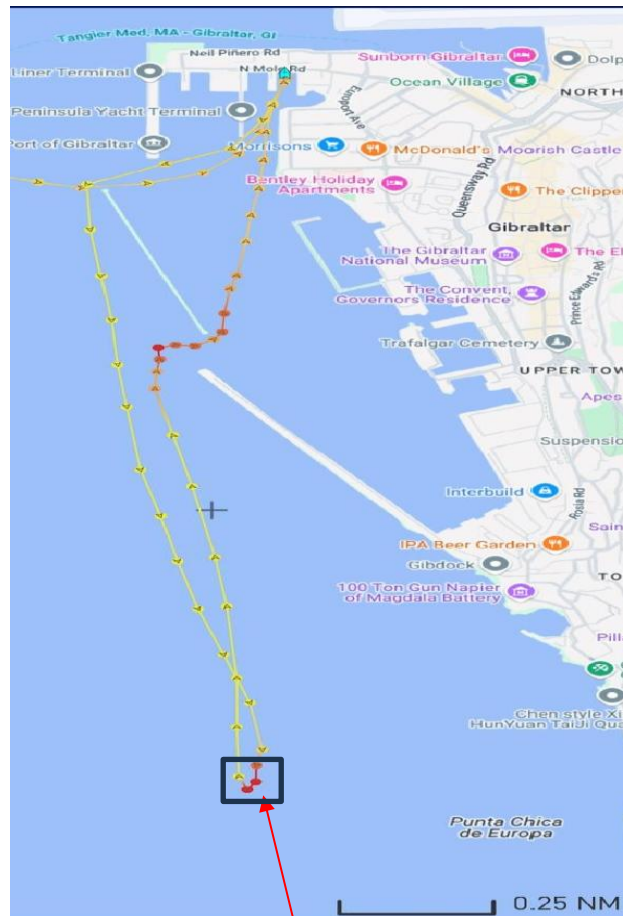 Tangier Med, MA - Gibraltar, GI
Neil Piñero Rd
Sunborn Gibraltar
Dolp
Liner Terminal
N Mole Rd
Ocean Village
NORTH
Europort Ave
Peninsula Yacht Terminal
Port of Gibraltar
Morrisons
McDonald's
Moorish Castle
Bentley Holiday
Apartments
Queensway Rd
The Clipper
Gibraltar
The Gibraltar
National Museum
The El
The Convent,
Governors Residence
Prince Edward's Rd
Trafalgar Cemetery
UPPER TOW
Apes
Suspensio
Interbuild
Rosia Rd
Sain
IPA Beer Garden
Gibdock
TO
100 Ton Gun Napier
of Magdala Battery
Pill
Chen style Xi
HunYuan TaiJi Qua
Punta Chica
de Europa
0.25 NM